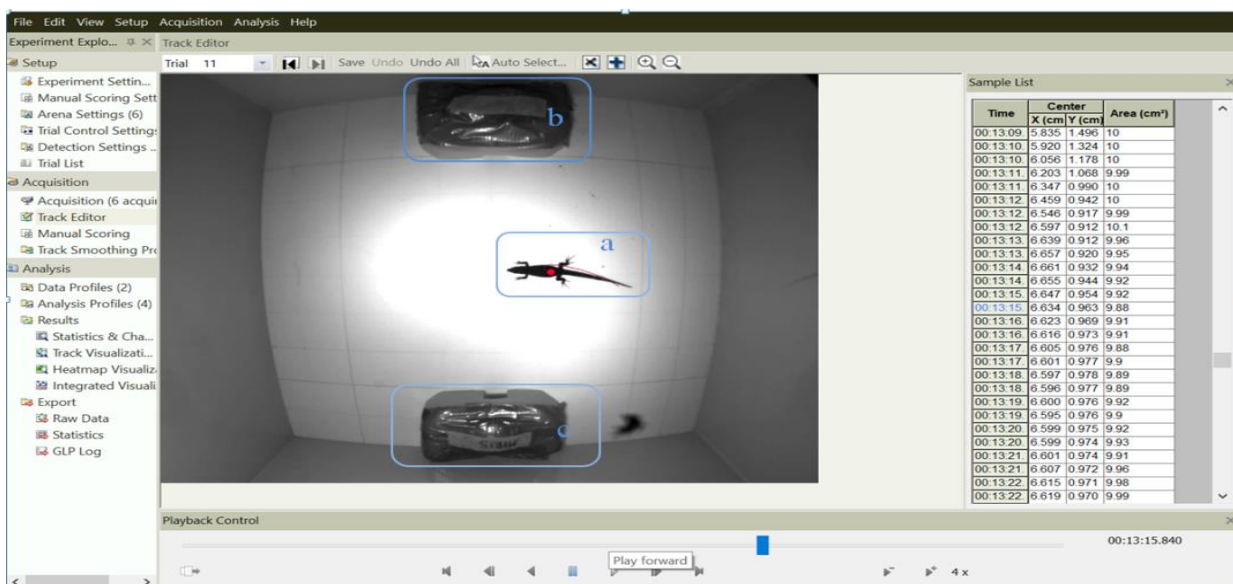 File Edit View Setup Acquisition Analysis Help
Experiment Explo...
Track Editor
Setup
Experiment Settin...
Manual Scoring Sett
Arena Settings (6)
Trial Control Settings
Detection Settings ...
Trial List
Acquisition
Acquisition (6 acquir
Track Editor
Manual Scoring
Track Smoothing Pro
Analysis
Data Profiles (2)
Analysis Profiles (4)
Results
Statistics & Cha...
Track Visualizati...
Heatmap Visualiz
Integrated Visuali
Export
Raw Data
Statistics
GLP Log
Trial 11 Save Undo Undo All Auto Select...
b
a
c
Sample List
Time Center Area (cm²)
X (cm Y (cm)
00:13:09. 5.835 1.496 10
00:13:10. 5.920 1.324 10
00:13:10. 6.056 1.178 10
00:13:11. 6.203 1.068 9.99
00:13:11. 6.347 0.990 10
00:13:12. 6.459 0.942 10
00:13:12. 6.546 0.917 9.99
00:13:12. 6.597 0.912 10.1
00:13:13. 6.639 0.912 9.96
00:13:13. 6.657 0.920 9.95
00:13:14. 6.661 0.932 9.94
00:13:14. 6.655 0.944 9.92
00:13:15. 6.647 0.954 9.92
00:13:15. 6.634 0.963 9.88
00:13:16. 6.623 0.969 9.91
00:13:16. 6.616 0.973 9.91
00:13:17. 6.605 0.976 9.88
00:13:17. 6.601 0.977 9.9
00:13:18. 6.597 0.978 9.89
00:13:18. 6.596 0.977 9.89
00:13:19. 6.600 0.976 9.92
00:13:19. 6.595 0.976 9.9
00:13:20. 6.599 0.975 9.92
00:13:20. 6.599 0.974 9.93
00:13:21. 6.601 0.974 9.91
00:13:21. 6.607 0.972 9.96
00:13:22. 6.615 0.971 9.98
00:13:22. 6.619 0.970 9.99
Playback Control
00:13:15.840
Play forward
4 x